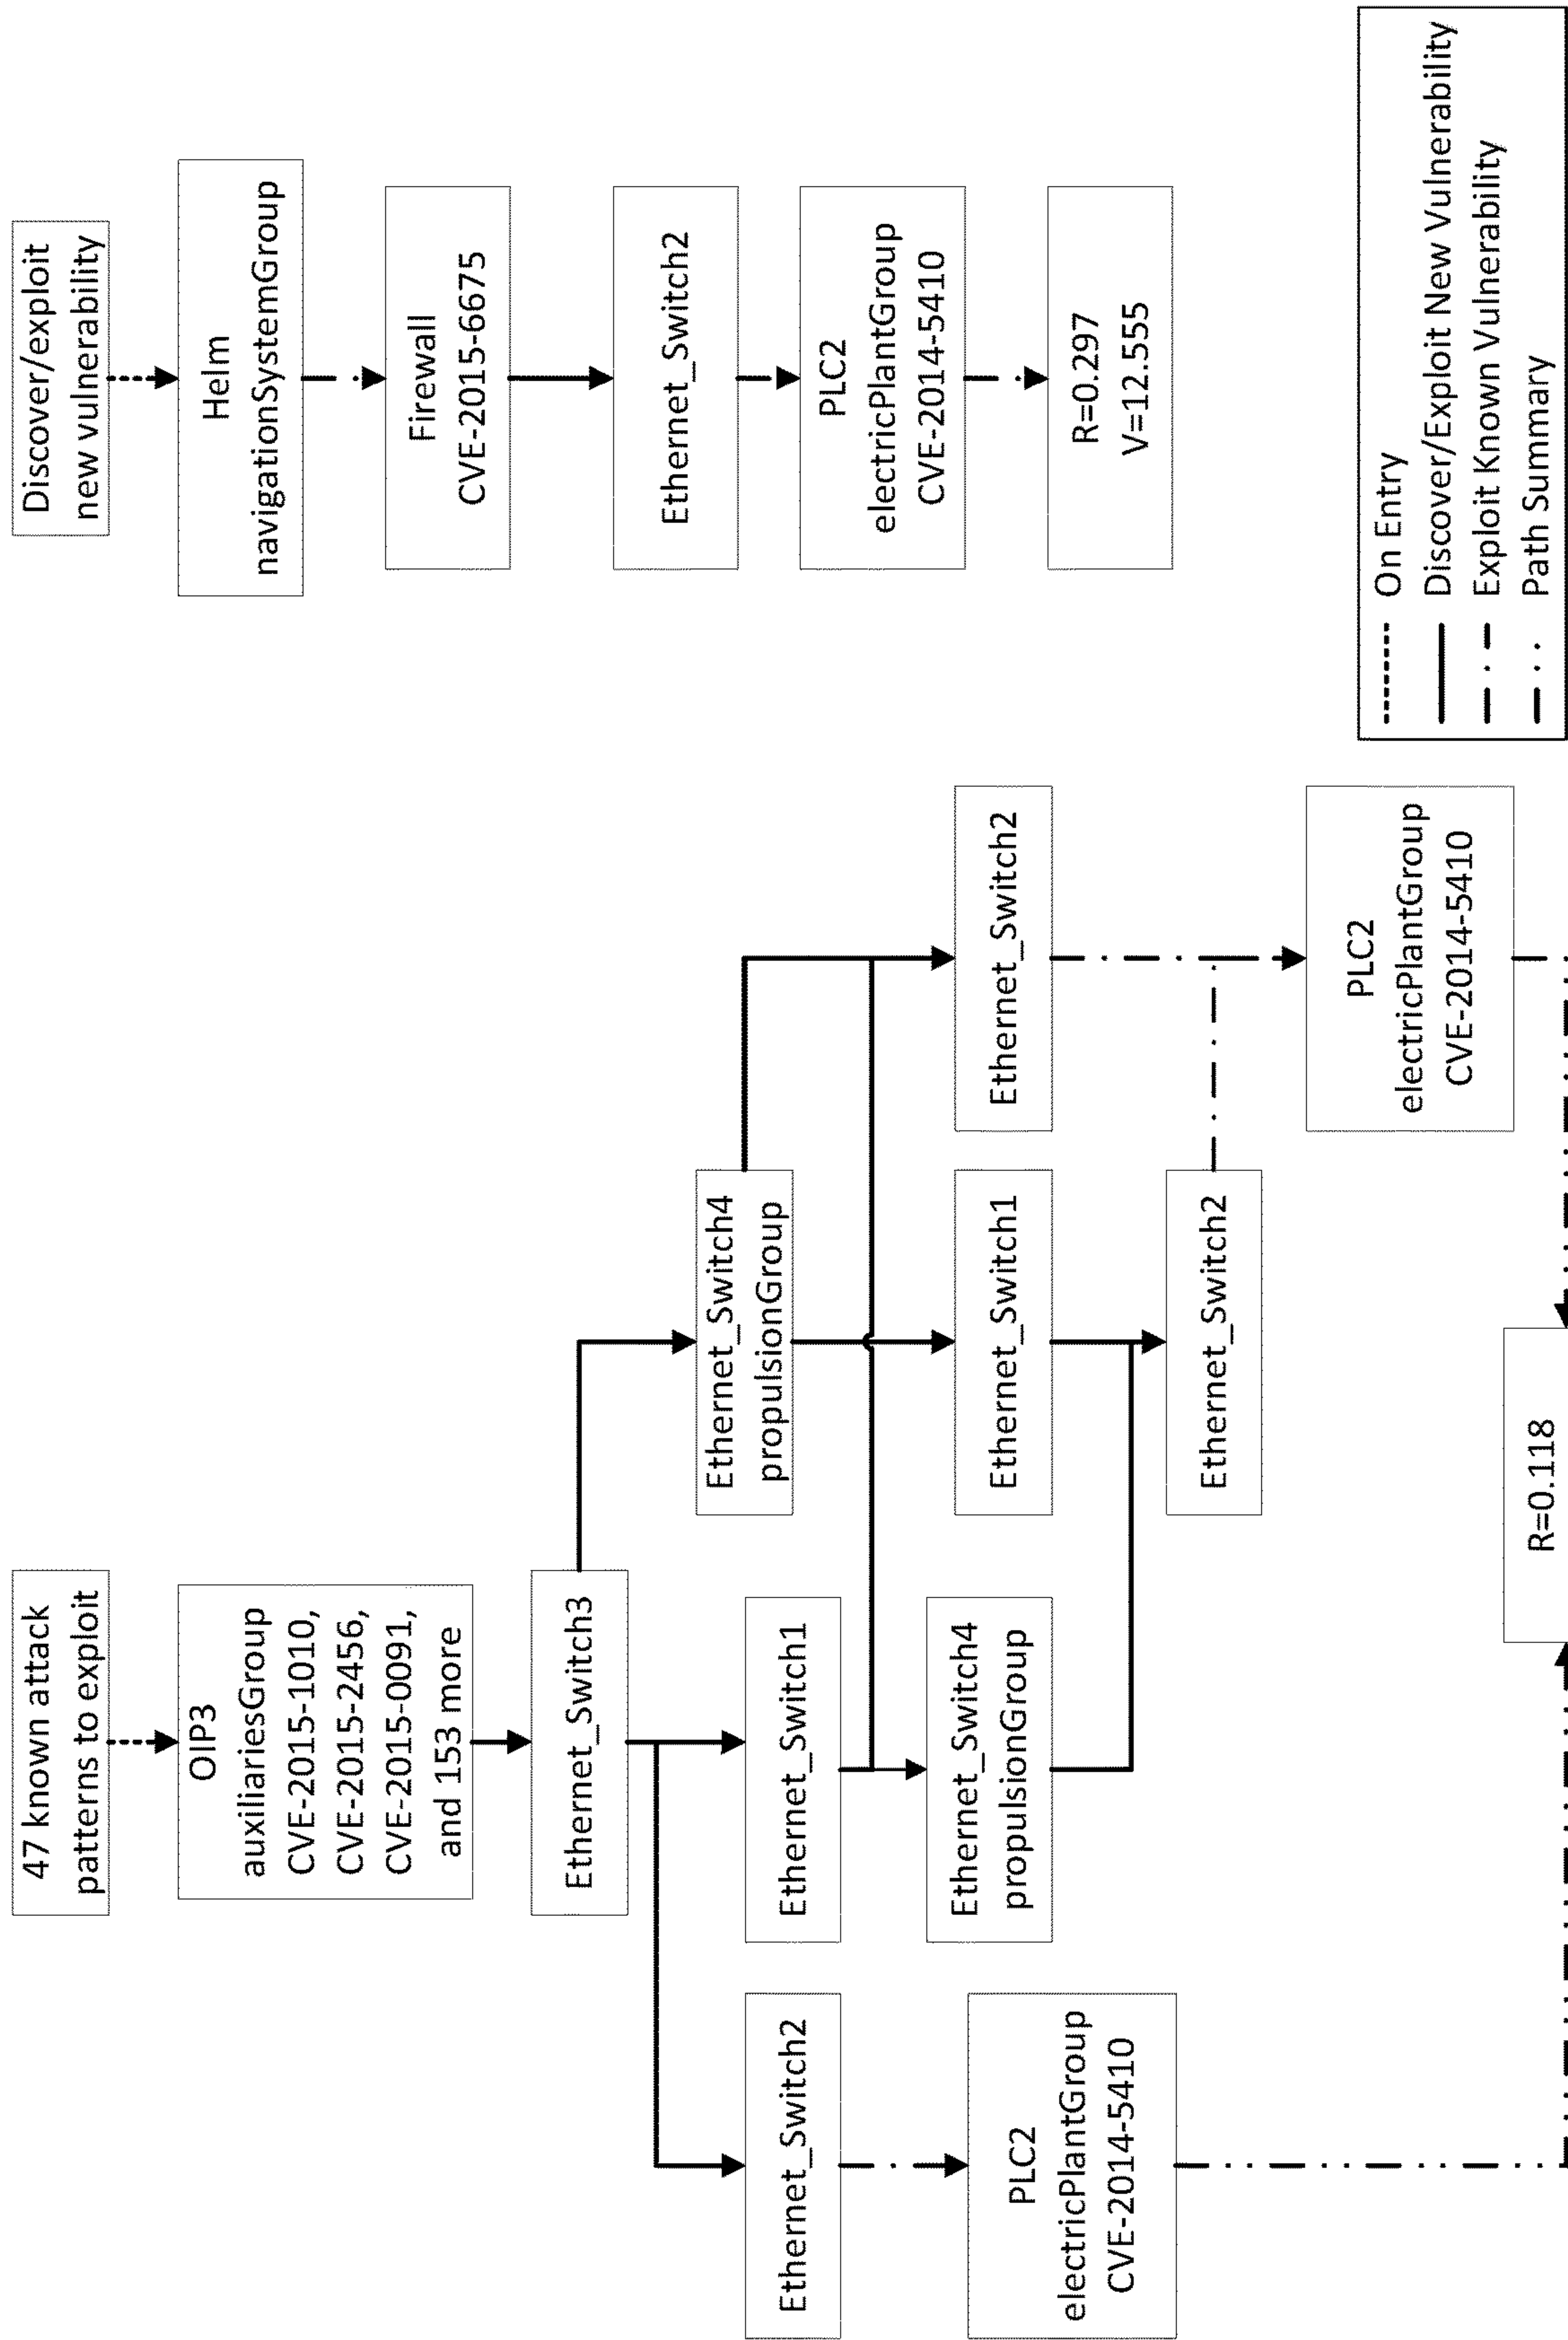 47 known attack
patterns to exploit
OIP3
auxiliariesGroup
CVE-2015-1010,
CVE-2015-2456,
CVE-2015-0091,
and 153 more
Ethernet_Switch3
Ethernet_Switch2
Ethernet_Switch1
Ethernet_Switch4
propulsionGroup
PLC2
electricPlantGroup
CVE-2014-5410
Ethernet_Switch4
propulsionGroup
Ethernet_Switch1
Ethernet_Switch2
Ethernet_Switch2
PLC2
electricPlantGroup
CVE-2014-5410
R=0.118
Discover/exploit
new vulnerability
Helm
navigationSystemGroup
Firewall
CVE-2015-6675
Ethernet_Switch2
PLC2
electricPlantGroup
CVE-2014-5410
R=0.297
V=12.555
On Entry
Discover/Exploit New Vulnerability
Exploit Known Vulnerability
Path Summary